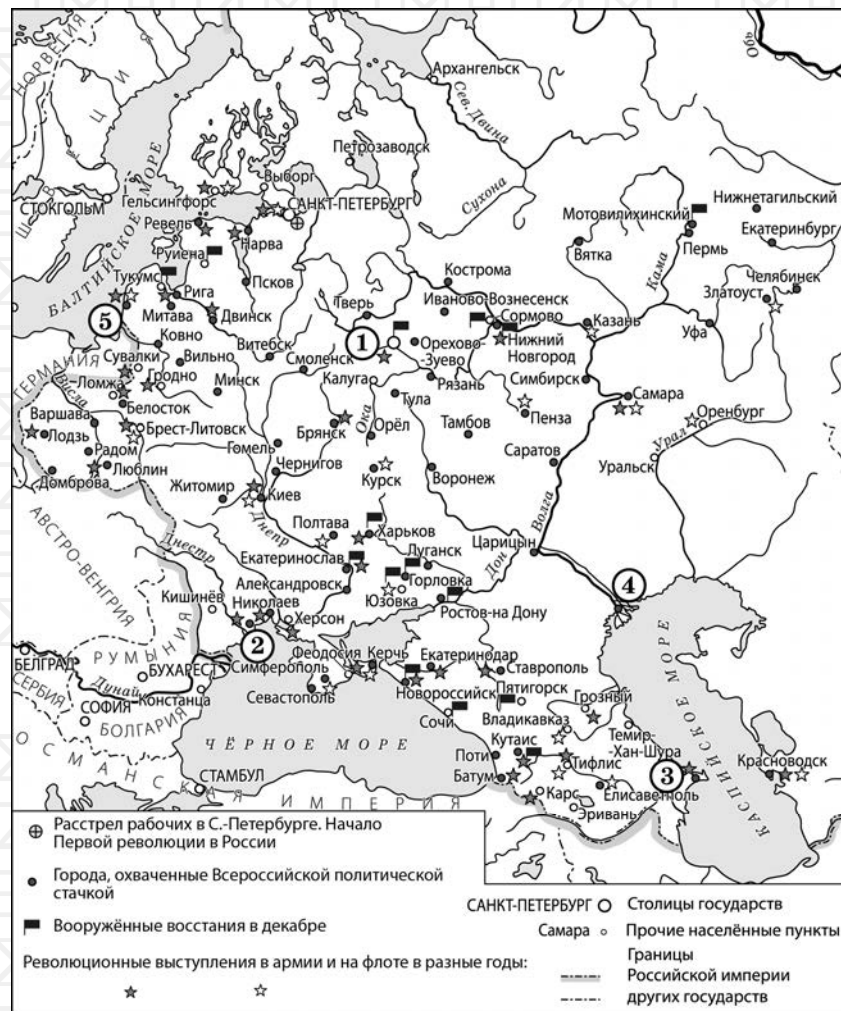 НОРВЕГИЯ
ШВЕЦИЯ
Архангельск
Обь
Сев. Двина
Петрозаводск
Сухона
Выборг
Гельсингфорс
САНКТ-ПЕТЕРБУРГ
СТОКГОЛЬМ
БАЛТИЙСКОЕ МОРЕ
Ревель
Нарва
Руиена
Псков
Мотовилихинский
Нижнетагильский
Вятка
Пермь
Екатеринбург
Кама
Тукумс
Рига
Кострома
Челябинск
Златоуст
Тверь
Иваново-Вознесенск
Сормово
Казань
Уфа
5
Митава
Двинск
1
Орехово-
Зуево
Нижний
Новгород
Ковно
Витебск
Сувалки
Вильно
Смоленск
Калуга
Рязань
Симбирск
ГЕРМАНИЯ
Висла
Ломжа
Гродно
Минск
Тула
Самара
Белосток
Ока
Пенза
Оренбург
Варшава
Брест-Литовск
Брянск
Орёл
Тамбов
Урал
Лодзь
Гомель
Саратов
Уральск
Радом
Люблин
Чернигов
Курск
Воронеж
Домброва
Житомир
Киев
Волга
АВСТРО-ВЕНГРИЯ
Днепр
Полтава
Харьков
Дон
Царицын
Днестр
Екатеринослав
Луганск
Александровск
Горловка
4
Кишинёв
Николаев
Юзовка
Ростов-на Дону
Херсон
2
РУМЫНИЯ
Феодосия
Керчь
Екатеринодар
Ставрополь
БЕЛГРАД
БУХАРЕСТ
Симферополь
СЕРБИЯ
Дунай
Севастополь
Новороссийск
Пятигорск
Грозный
СОФИЯ
Констанца
Сочи
Владикавказ
Темир-
Хан-Шура
БОЛГАРИЯ
ЧЁРНОЕ МОРЕ
Кутаис
Поти
Тифлис
3
Красноводск
КАСПИЙСКОЕ МОРЕ
ОСМАНСКАЯ ИМПЕРИЯ
СТАМБУЛ
Батум
Карс
Елисаветполь
Эривань
Расстрел рабочих в С.-Петербурге. Начало
Первой революции в России
Города, охваченные Всероссийской политической
стачкой
Вооружённые восстания в декабре
Революционные выступления в армии и на флоте в разные годы:
САНКТ-ПЕТЕРБУРГ Столицы государств
Самара Прочие населённые пункты
Границы
Российской империи
других государств